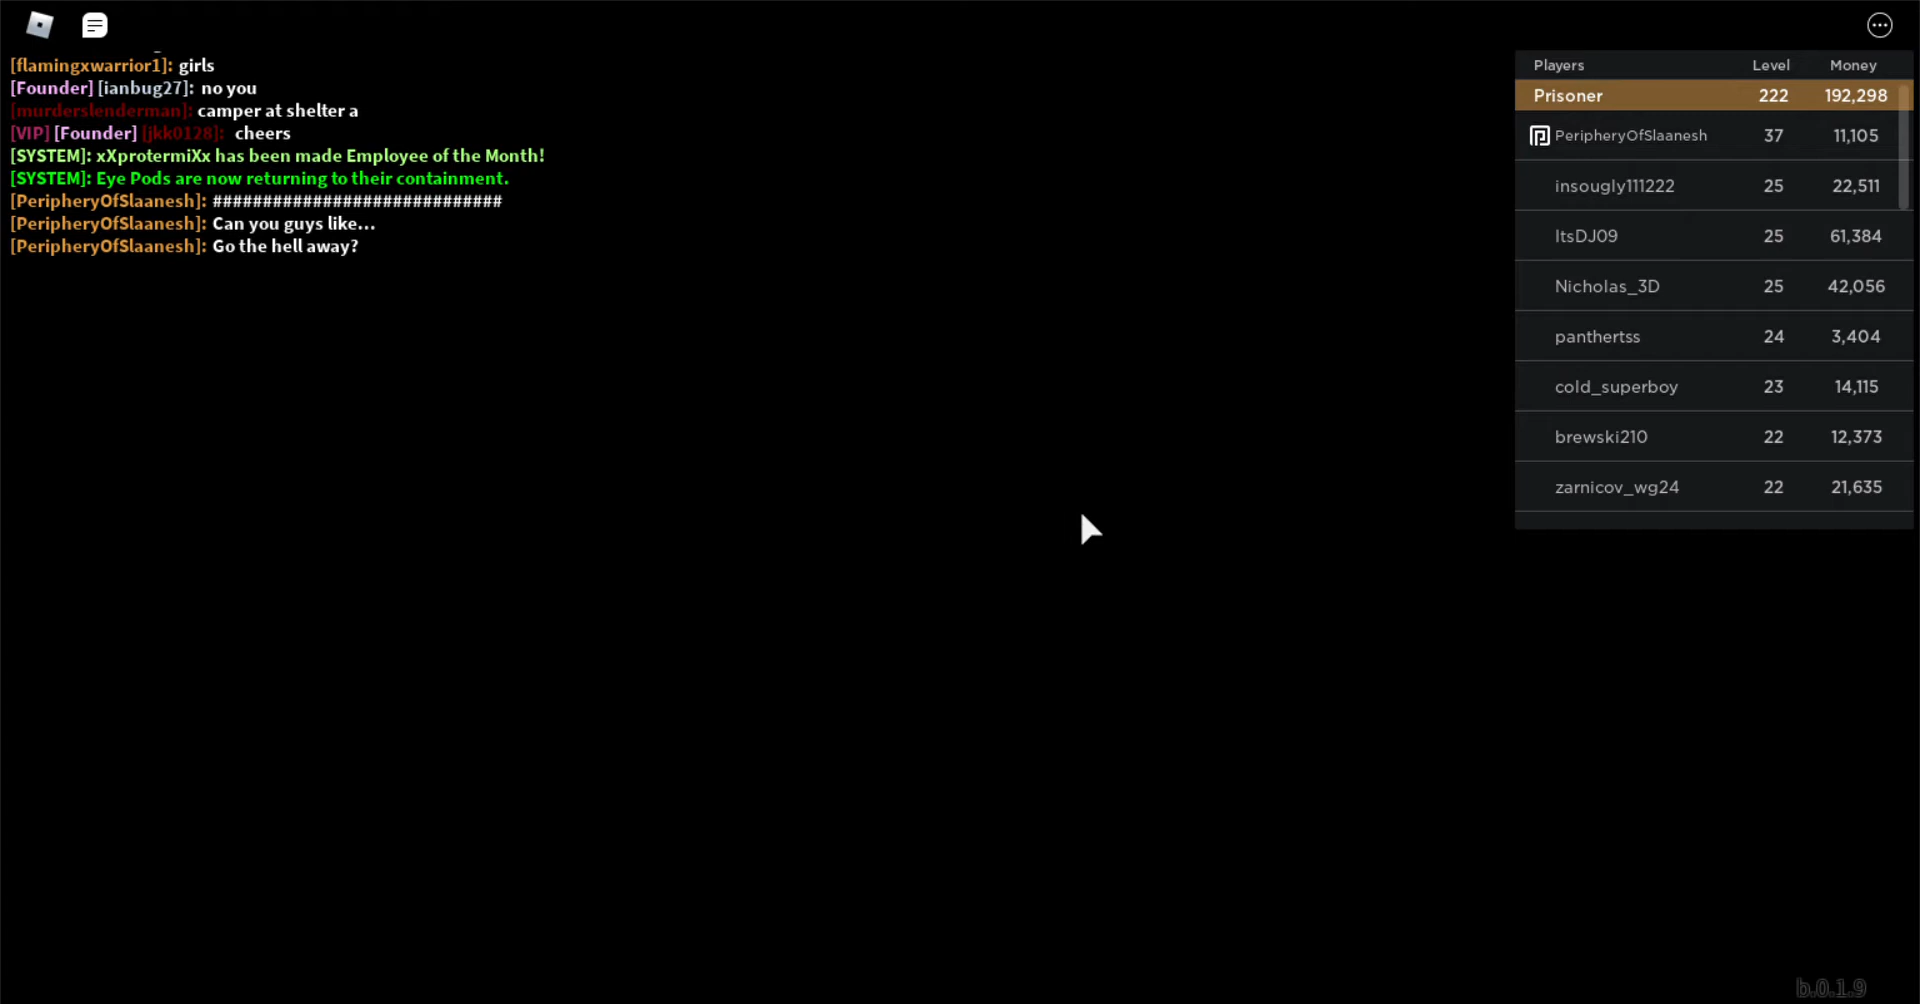 [flamingxwarrior1]: girls
[Founder] [ianbug27]: no you
[murderslenderman]: camper at shelter a
[VIP] [Founder] [jkk0128]: cheers
[SYSTEM]: xXprotermiXx has been made Employee of the Month!
[SYSTEM]: Eye Pods are now returning to their containment.
[PeripheryOfSlaanesh]: #############################
[PeripheryOfSlaanesh]: Can you guys like...
[PeripheryOfSlaanesh]: Go the hell away?
Players Level Money
Prisoner 222 192,298
PeripheryOfSlaanesh 37 11,105
insougly111222 25 22,511
ItsDJ09 25 61,384
Nicholas_3D 25 42,056
panthertss 24 3,404
cold_superboy 23 14,115
brewski210 22 12,373
zarnicov_wg24 22 21,635
b.0.1.9